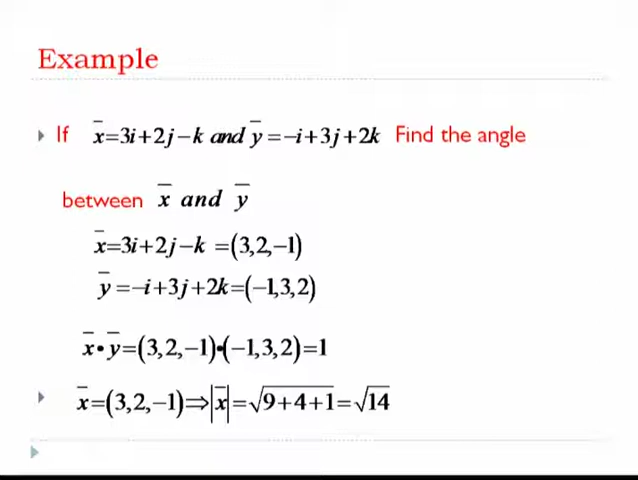 Example
If x̄=3i+2j−k and ȳ=−i+3j+2k Find the angle
between x̄ and ȳ
x̄=3i+2j−k =(3,2,−1)
ȳ=−i+3j+2k=(−1,3,2)
x̄•ȳ=(3,2,−1)•(−1,3,2)=1
x̄=(3,2,−1)⇒|x̄|=√9+4+1=√14